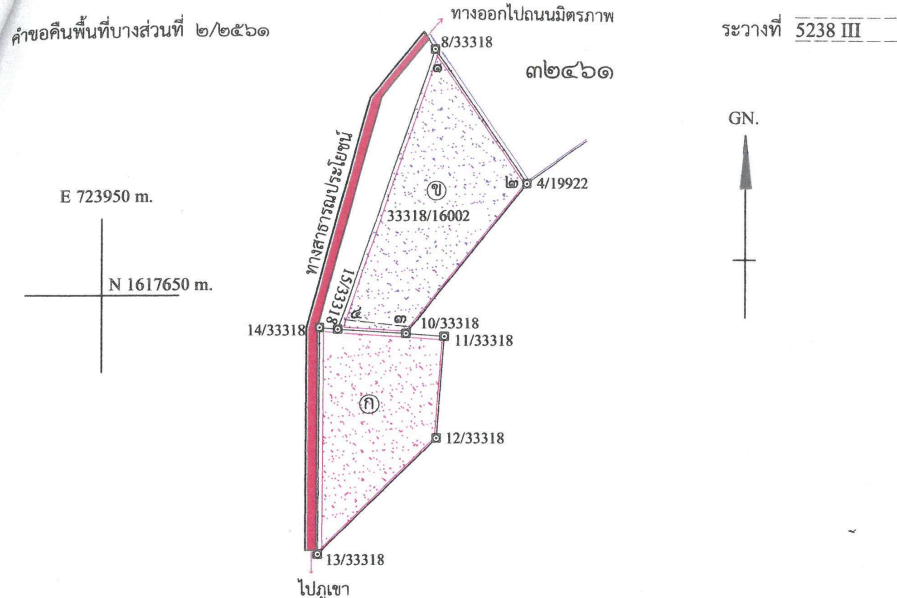 คำขอคืนพื้นที่บางส่วนที่ ๒/๒๕๖๑
ทางออกไปถนนมิตรภาพ
ระวางที่ 5238 III
8/33318
๑
๓๒๔๖๑
GN.
๒
4/19922
ข
33318/16002
E 723950 m.
N 1617650 m.
ทางสาธารณประโยชน์
15/33318
๔
๓
10/33318
14/33318
11/33318
ก
12/33318
13/33318
ไปภูเขา